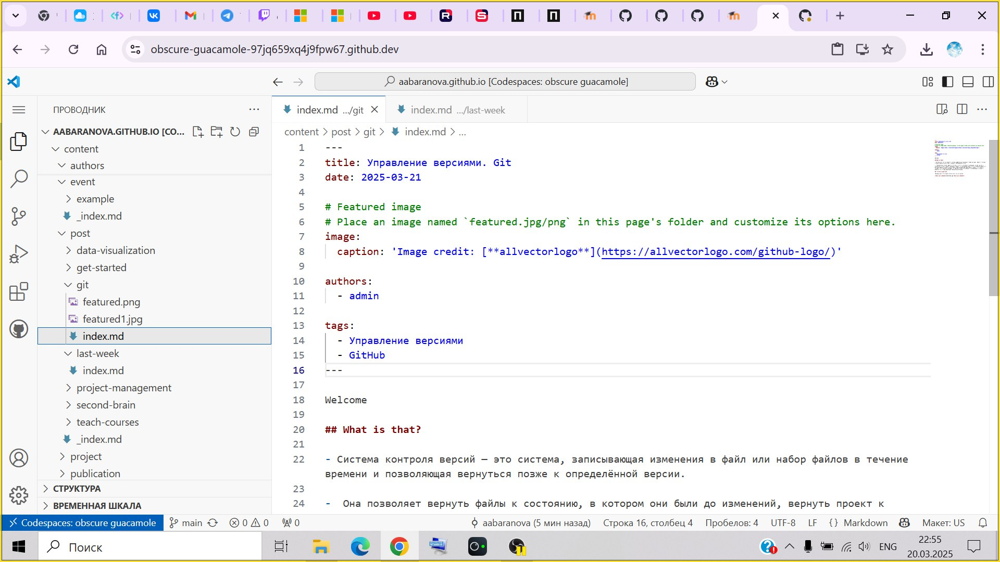 obscure-guacamole-97jq659xq4j9fpw67.github.dev
aabaranova.github.io [Codespaces: obscure guacamole]
ПРОВОДНИК
AABARANOVA.GITHUB.IO [CO...
content
authors
event
example
_index.md
post
data-visualization
get-started
git
featured.png
featured1.jpg
index.md
last-week
index.md
project-management
second-brain
teach-courses
_index.md
project
publication
СТРУКТУРА
ВРЕМЕННАЯ ШКАЛА
index.md .../git
index.md .../last-week
content > post > git > index.md > ...
1 ---
2 title: Управление версиями. Git
3 date: 2025-03-21
4
5 # Featured image
6 # Place an image named `featured.jpg/png` in this page's folder and customize its options here.
7 image:
8 caption: 'Image credit: [**allvectorlogo**](https://allvectorlogo.com/github-logo/)'
9
10 authors:
11 - admin
12
13 tags:
14 - Управление версиями
15 - GitHub
16 ---
17
18 Welcome
19
20 ## What is that?
21
22 - Система контроля версий — это система, записывающая изменения в файл или набор файлов в течение
времени и позволяющая вернуться позже к определённой версии.
23
24 - Она позволяет вернуть файлы к состоянию, в котором они были до изменений, вернуть проект к
Codespaces: obscure guacamole main 0 0 0 aabaranova (5 мин назад) Строка 16, столбец 4 Пробелов: 4 UTF-8 LF {} Markdown Макет: US
Поиск
ENG
22:55
20.03.2025